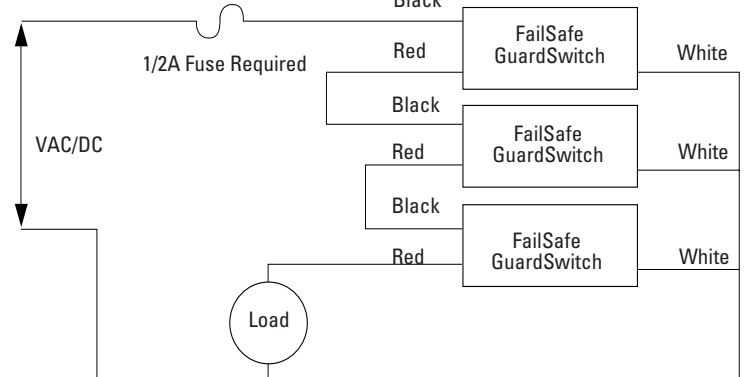 Black
FailSafe
GuardSwitch
Red
White
1/2A Fuse Required
Black
VAC/DC
FailSafe
GuardSwitch
Red
White
Black
FailSafe
GuardSwitch
Red
White
Load